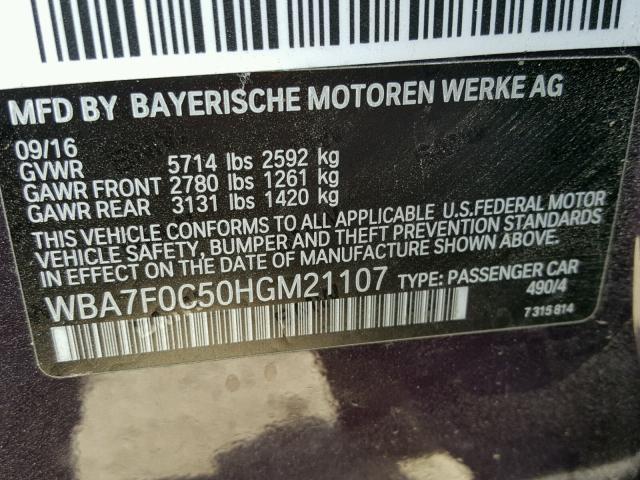 MFD BY BAYERISCHE MOTOREN WERKE AG
09/16
GVWR 5714 lbs 2592 kg
GAWR FRONT 2780 lbs 1261 kg
GAWR REAR 3131 lbs 1420 kg
THIS VEHICLE CONFORMS TO ALL APPLICABLE U.S.FEDERAL MOTOR
VEHICLE SAFETY, BUMPER AND THEFT PREVENTION STANDARDS
IN EFFECT ON THE DATE OF MANUFACTURE SHOWN ABOVE.
WBA7F0C50HGM21107 TYPE: PASSENGER CAR
490/4
7 315 814